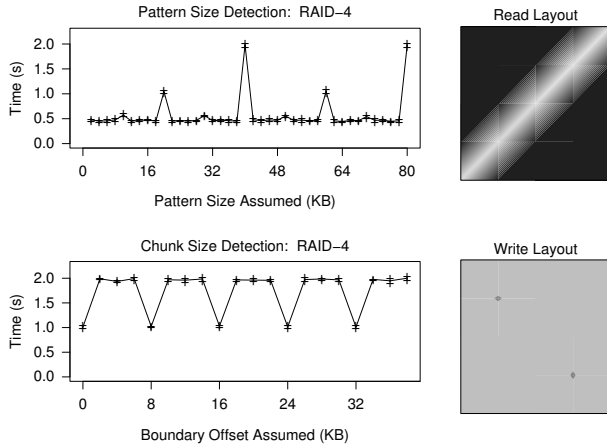 Pattern Size Detection: RAID−4
Time (s)
2.0
1.5
1.0
0.5
0.0
0 16 32 48 64 80
Pattern Size Assumed (KB)
Read Layout
Chunk Size Detection: RAID−4
Time (s)
2.0
1.5
1.0
0.5
0.0
0 8 16 24 32
Boundary Offset Assumed (KB)
Write Layout